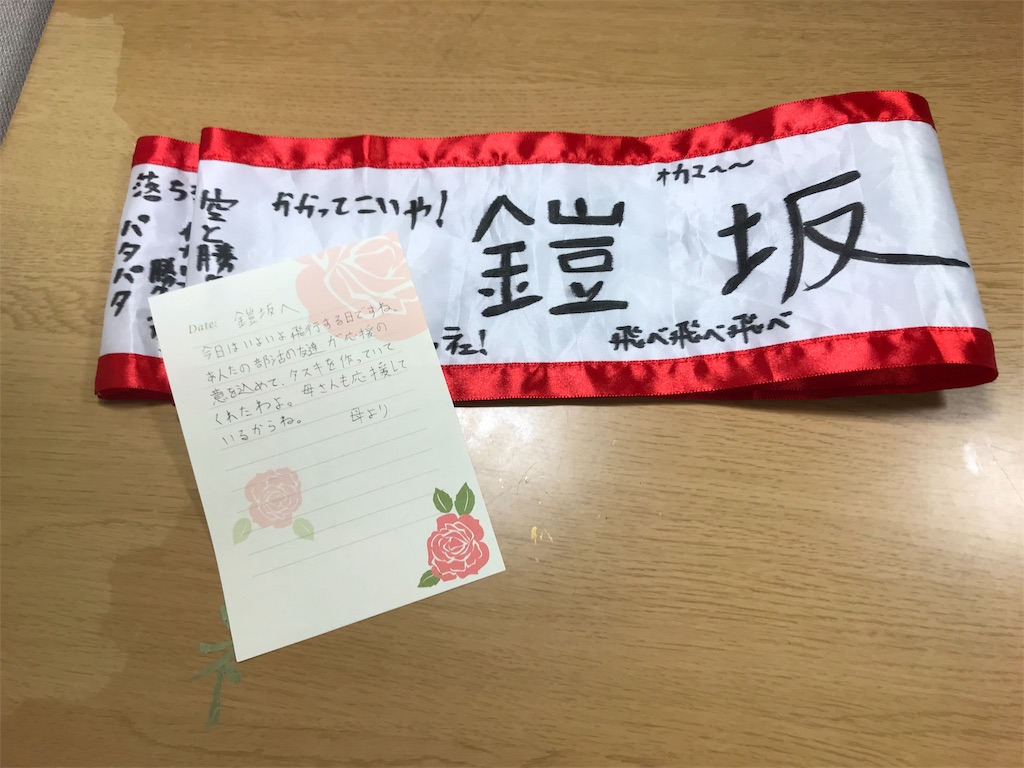 オカマ〜〜
鎧坂
かかってこいや!
飛べ飛べ飛べ
ェ!
空と勝
落ち
パタパタ
Date: 鎧坂へ
今日はいよいよ飛行する日ですね。
あんたの部活の友達が応援の
意を込めて、タスキを作っていて
くれたわよ。母さんも応援して
いるからね。 母より